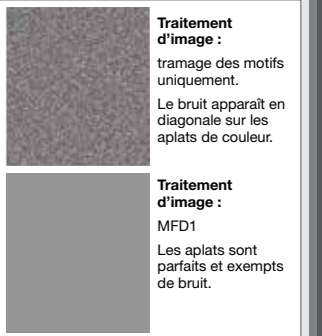 Traitement
d'image :
tramage des motifs
uniquement.
Le bruit apparaît en
diagonale sur les
aplats de couleur.
Traitement
d'image :
MFD1
Les aplats sont
parfaits et exempts
de bruit.